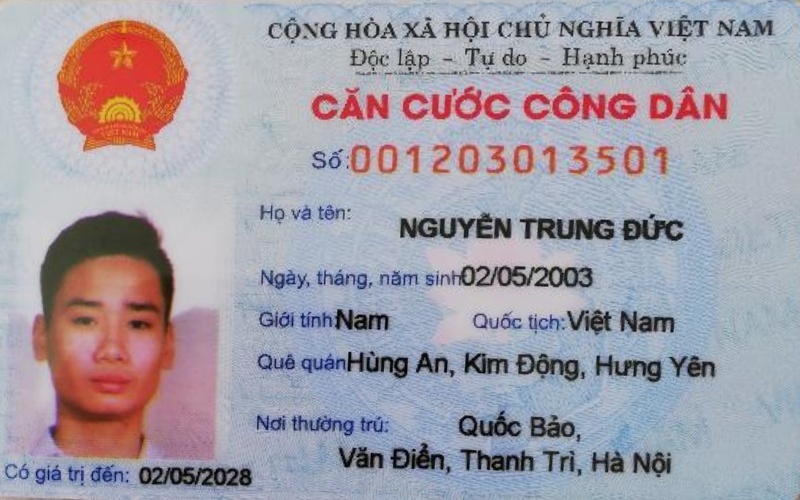 CỘNG HÒA XÃ HỘI CHỦ NGHĨA VIỆT NAM
Độc lập - Tự do - Hạnh phúc
CĂN CƯỚC CÔNG DÂN
Số: 001203013501
Họ và tên: NGUYỄN TRUNG ĐỨC
Ngày, tháng, năm sinh 02/05/2003
Giới tính: Nam Quốc tịch: Việt Nam
Quê quán Hùng An, Kim Động, Hưng Yên
Nơi thường trú: Quốc Bảo,
Văn Điển, Thanh Trì, Hà Nội
Có giá trị đến: 02/05/2028